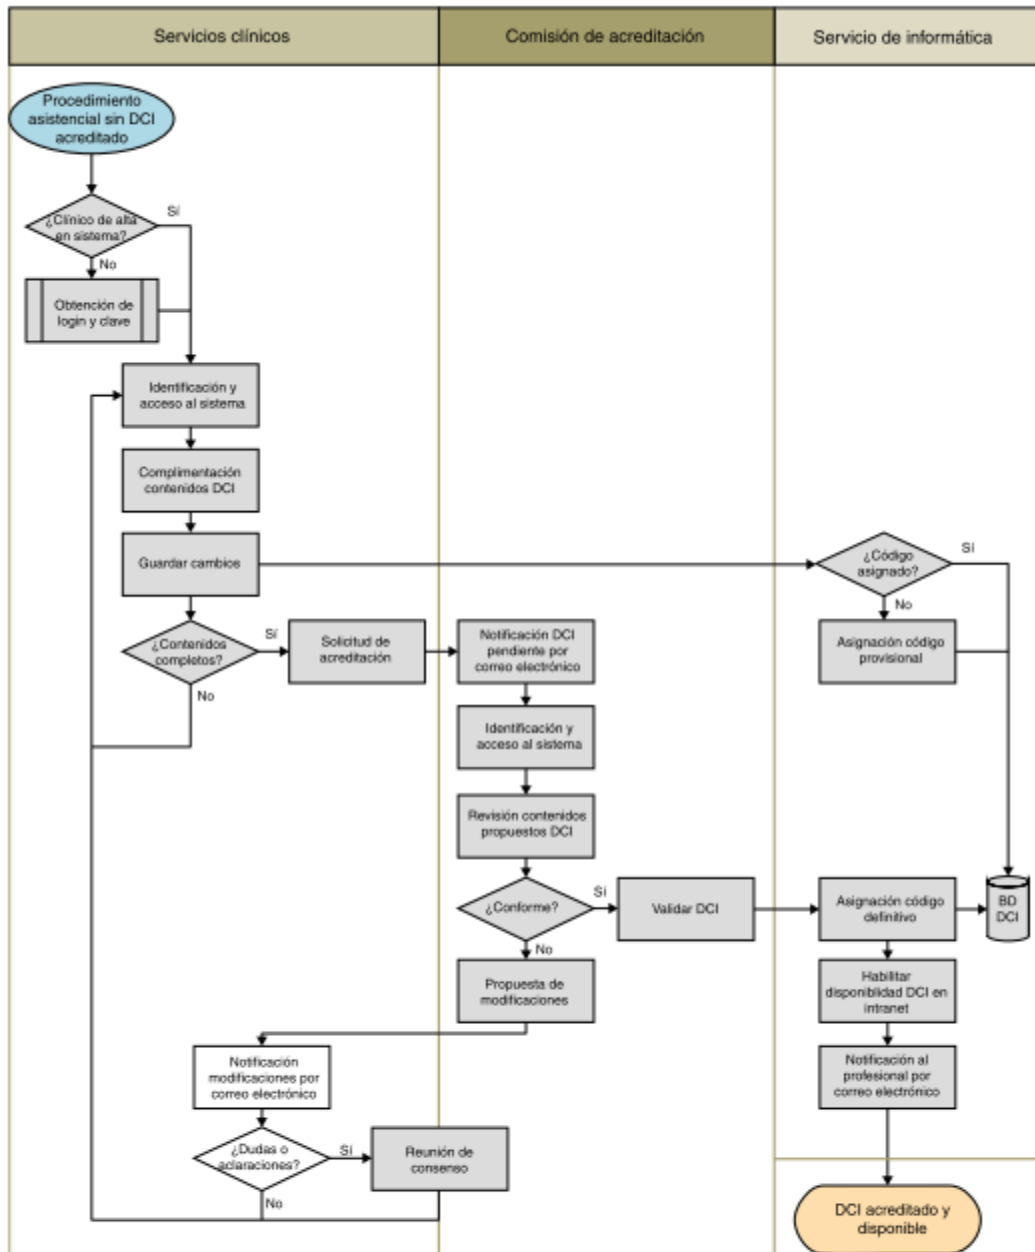 Servicios clínicos
Comisión de acreditación
Servicio de informática
Procedimiento
asistencial sin DCI
acreditado
¿Clínico de alta
en sistema?
Sí
No
Obtención de
login y clave
Identificación y
acceso al sistema
Complimentación
contenidos DCI
Guardar cambios
¿Código
asignado?
Sí
No
Asignación código
provisional
¿Contenidos
completos?
Sí
No
Solicitud de
acreditación
Notificación DCI
pendiente por
correo electrónico
Identificación y
acceso al sistema
Revisión contenidos
propuestos DCI
¿Conforme?
Sí
No
Validar DCI
Asignación código
definitivo
BD
DCI
Propuesta de
modificaciones
Habilitar
disponiblidad DCI en
intranet
Notificación
modificaciones por
correo electrónico
Notificación al
profesional por
correo electrónico
¿Dudas o
aclaraciones?
Sí
No
Reunión de
consenso
DCI acreditado y
disponible